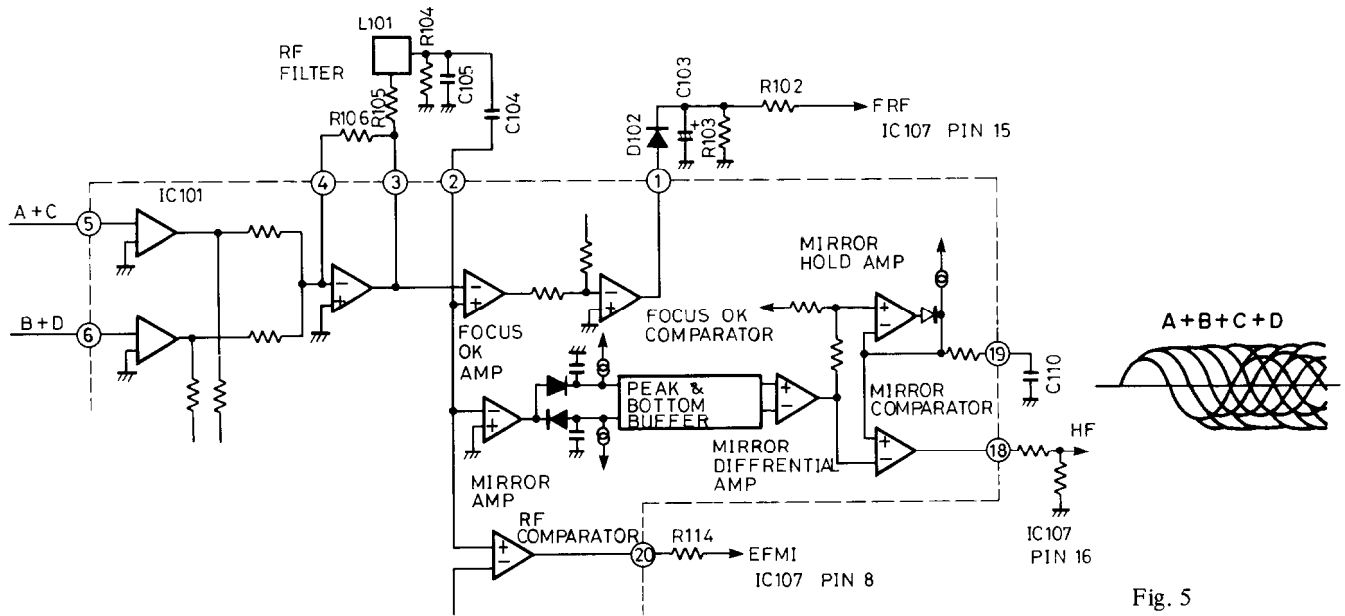 L101
R104
RF
FILTER
C105
R105
C104
R106
C103
R102
FRF
D102
R103
IC107 PIN 15
4
3
2
1
IC101
A+C
5
B+D
6
MIRROR
HOLD AMP
FOCUS OK
COMPARATOR
FOCUS
OK
AMP
PEAK &
BOTTOM
BUFFER
19
C110
MIRROR
COMPARATOR
A+B+C+D
MIRROR
DIFFRENTIAL
AMP
18
HF
MIRROR
AMP
RF
COMPARATOR
20
R114
EFMI
IC107 PIN 8
IC107
PIN 16
Fig. 5